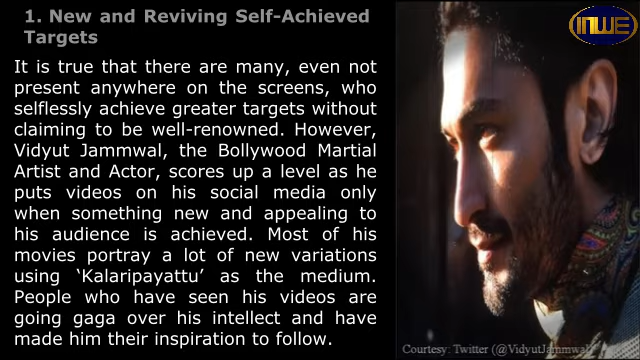 1. New and Reviving Self-Achieved
Targets
It is true that there are many, even not
present anywhere on the screens, who
selflessly achieve greater targets without
claiming to be well-renowned. However,
Vidyut Jammwal, the Bollywood Martial
Artist and Actor, scores up a level as he
puts videos on his social media only
when something new and appealing to
his audience is achieved. Most of his
movies portray a lot of new variations
using ‘Kalaripayattu’ as the medium.
People who have seen his videos are
going gaga over his intellect and have
made him their inspiration to follow.
INWE
Courtesy: Twitter (@VidyutJammwal)